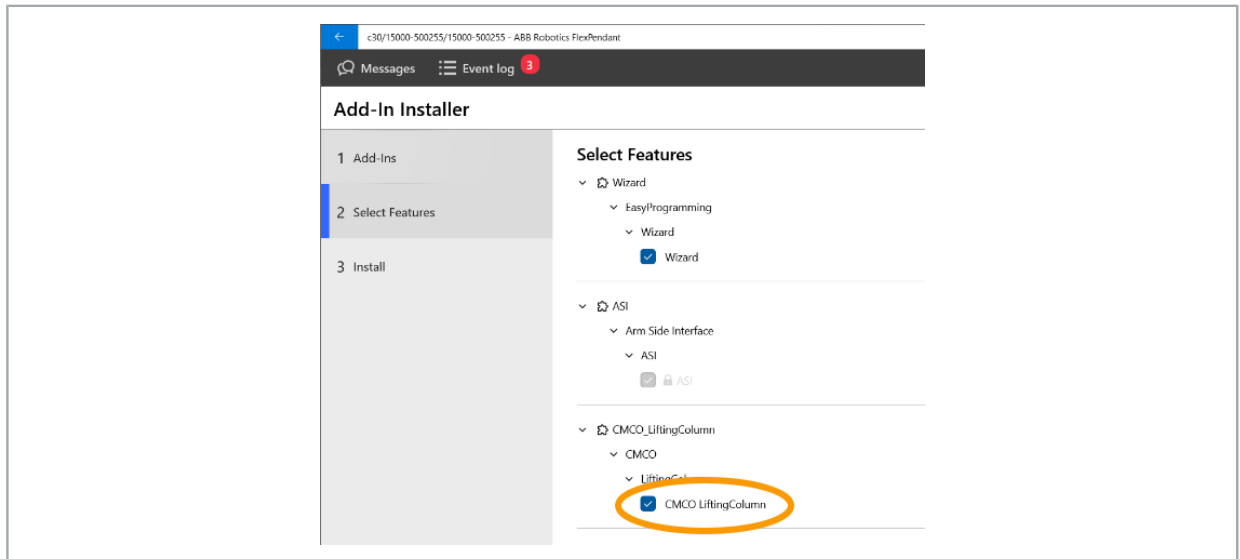 c30/15000-500255/15000-500255 - ABB Robotics FlexPendant
Messages Event log 3
Add-In Installer
1 Add-Ins
2 Select Features
3 Install
Select Features
Wizard
EasyProgramming
Wizard
Wizard
ASI
Arm Side Interface
ASI
ASI
CMCO_LiftingColumn
CMCO
CMCO LiftingColumn